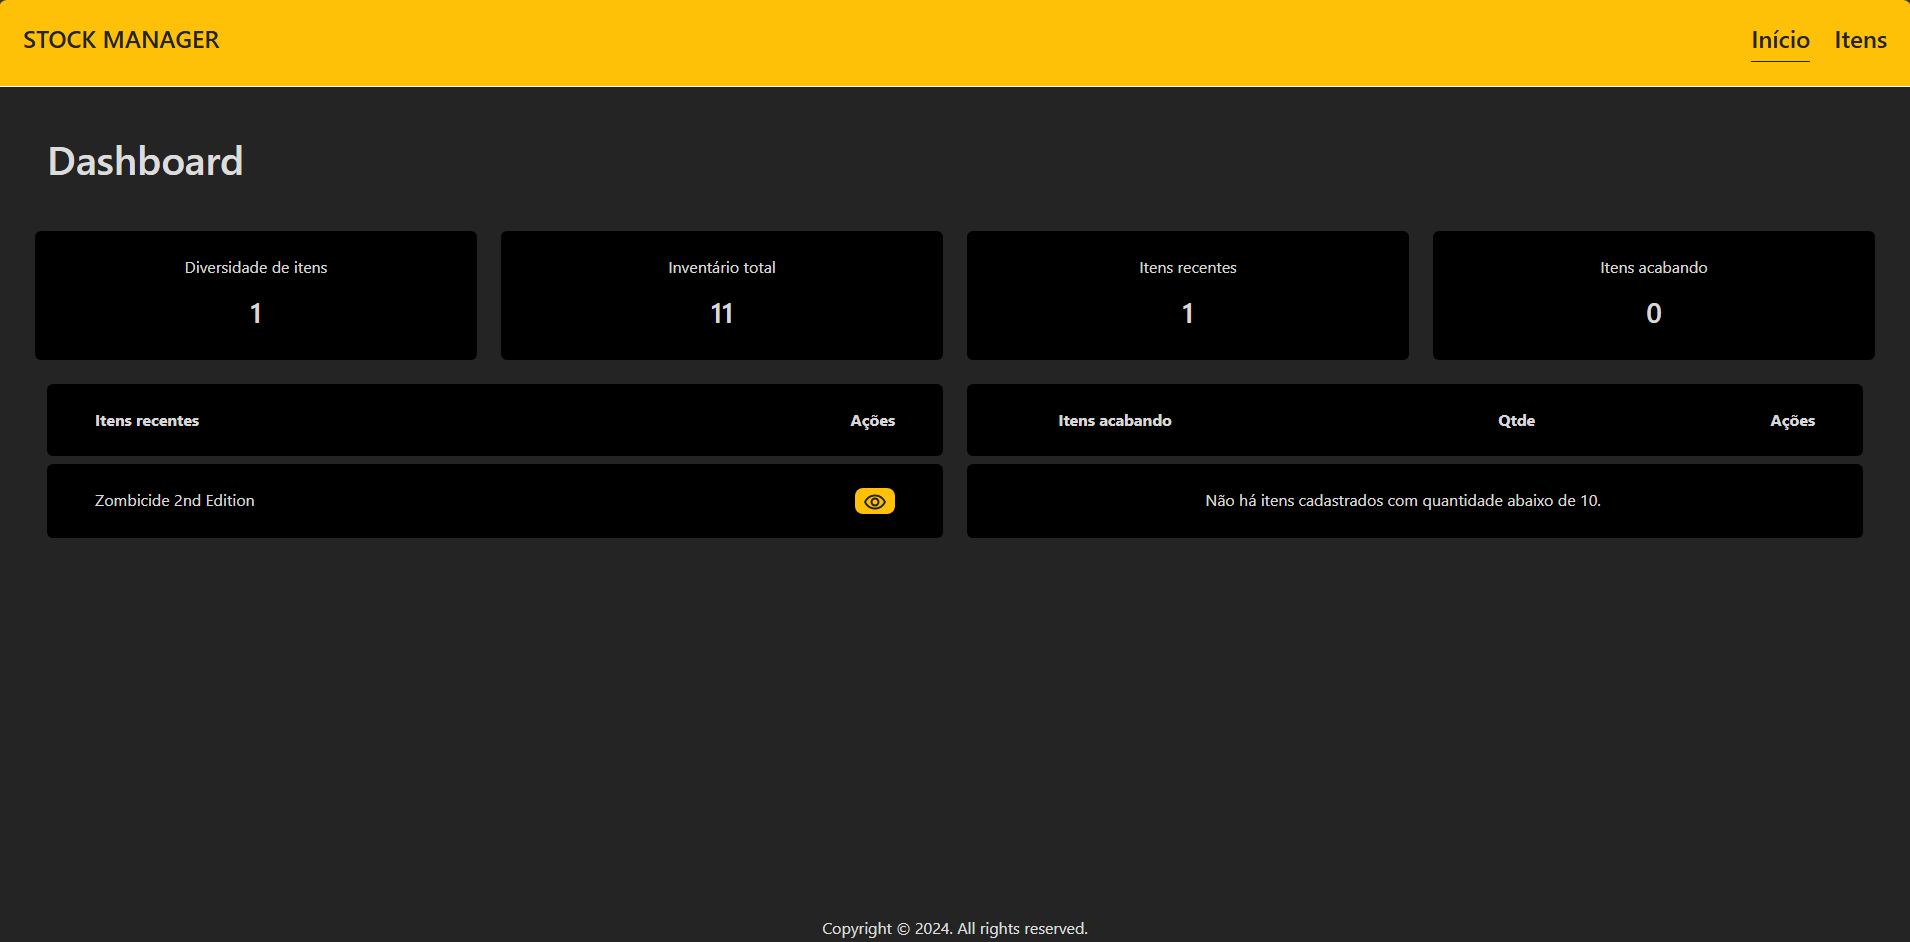 STOCK MANAGER
Início Itens
Dashboard
Diversidade de itens
1
Inventário total
11
Itens recentes
1
Itens acabando
0
Itens recentes Ações
Zombicide 2nd Edition
Itens acabando Qtde Ações
Não há itens cadastrados com quantidade abaixo de 10.
Copyright © 2024. All rights reserved.